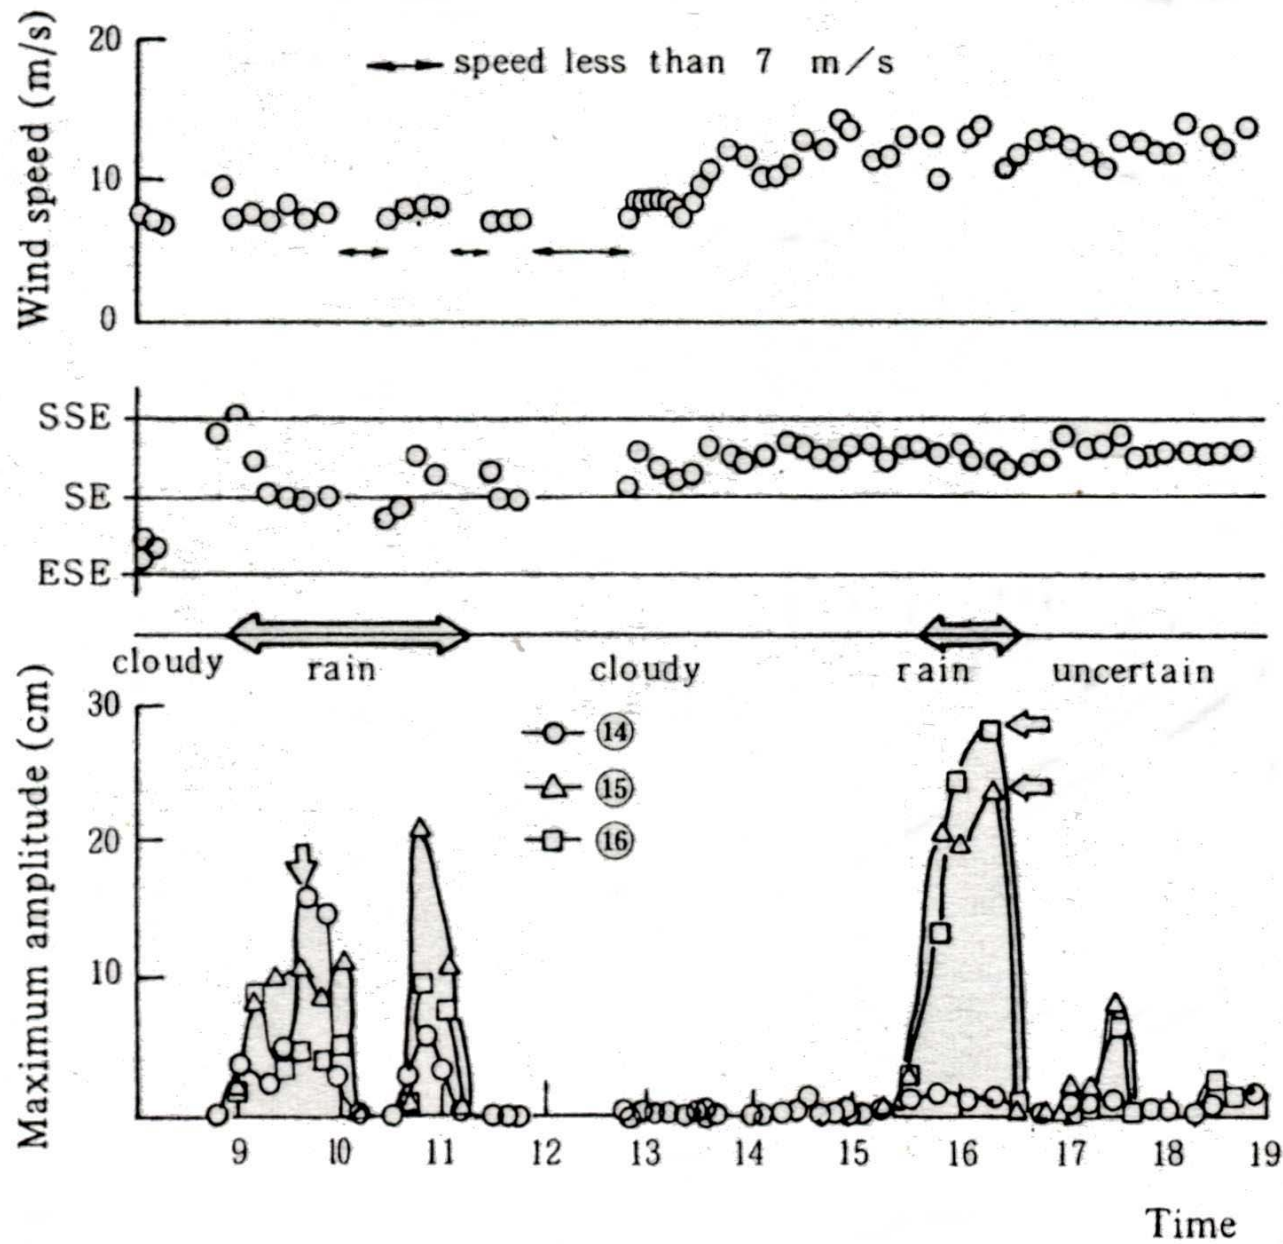 Wind speed (m/s)
20
speed less than 7 m/s
10
0
SSE
SE
ESE
cloudy
rain
cloudy
rain
uncertain
Maximum amplitude (cm)
30
20
10
⑭
⑮
⑯
9 10 11 12 13 14 15 16 17 18 19
Time